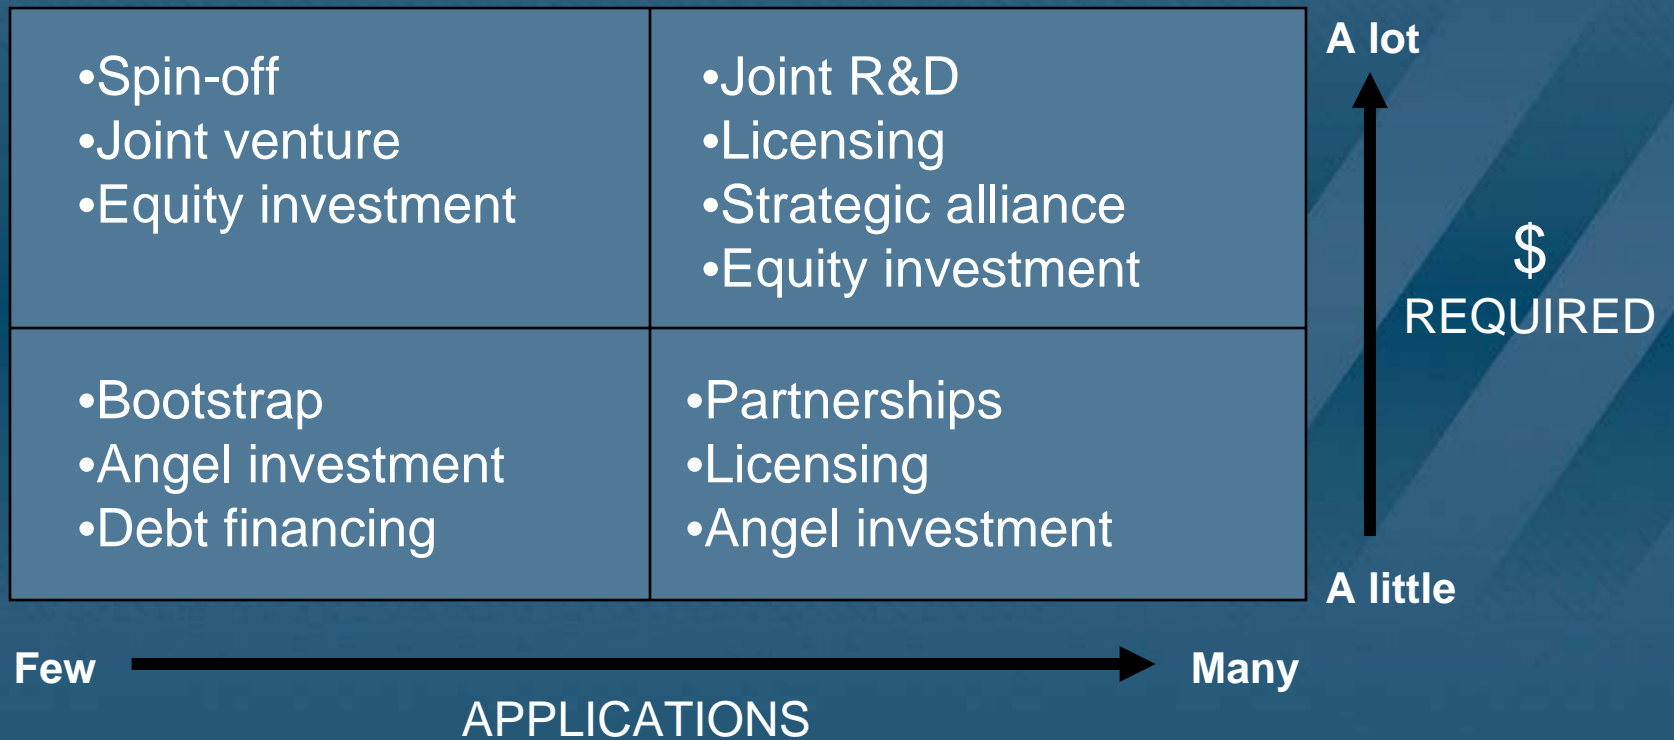 •Spin-off
•Joint venture
•Equity investment
•Joint R&D
•Licensing
•Strategic alliance
•Equity investment
A lot
$
REQUIRED
•Bootstrap
•Angel investment
•Debt financing
•Partnerships
•Licensing
•Angel investment
A little
Few
Many
APPLICATIONS